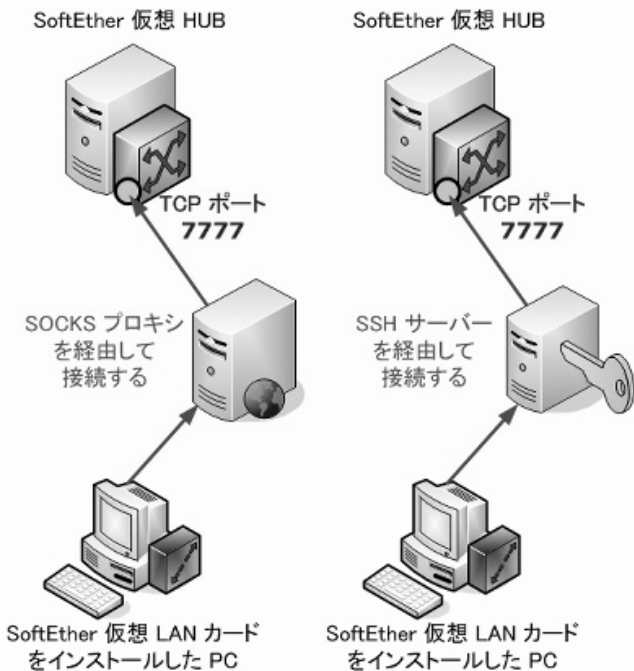 SoftEther 仮想 HUB
TCP ポート
7777
SOCKS プロキシ
を経由して
接続する
SoftEther 仮想 LAN カード
をインストールした PC
SoftEther 仮想 HUB
TCP ポート
7777
SSH サーバー
を経由して
接続する
SoftEther 仮想 LAN カード
をインストールした PC